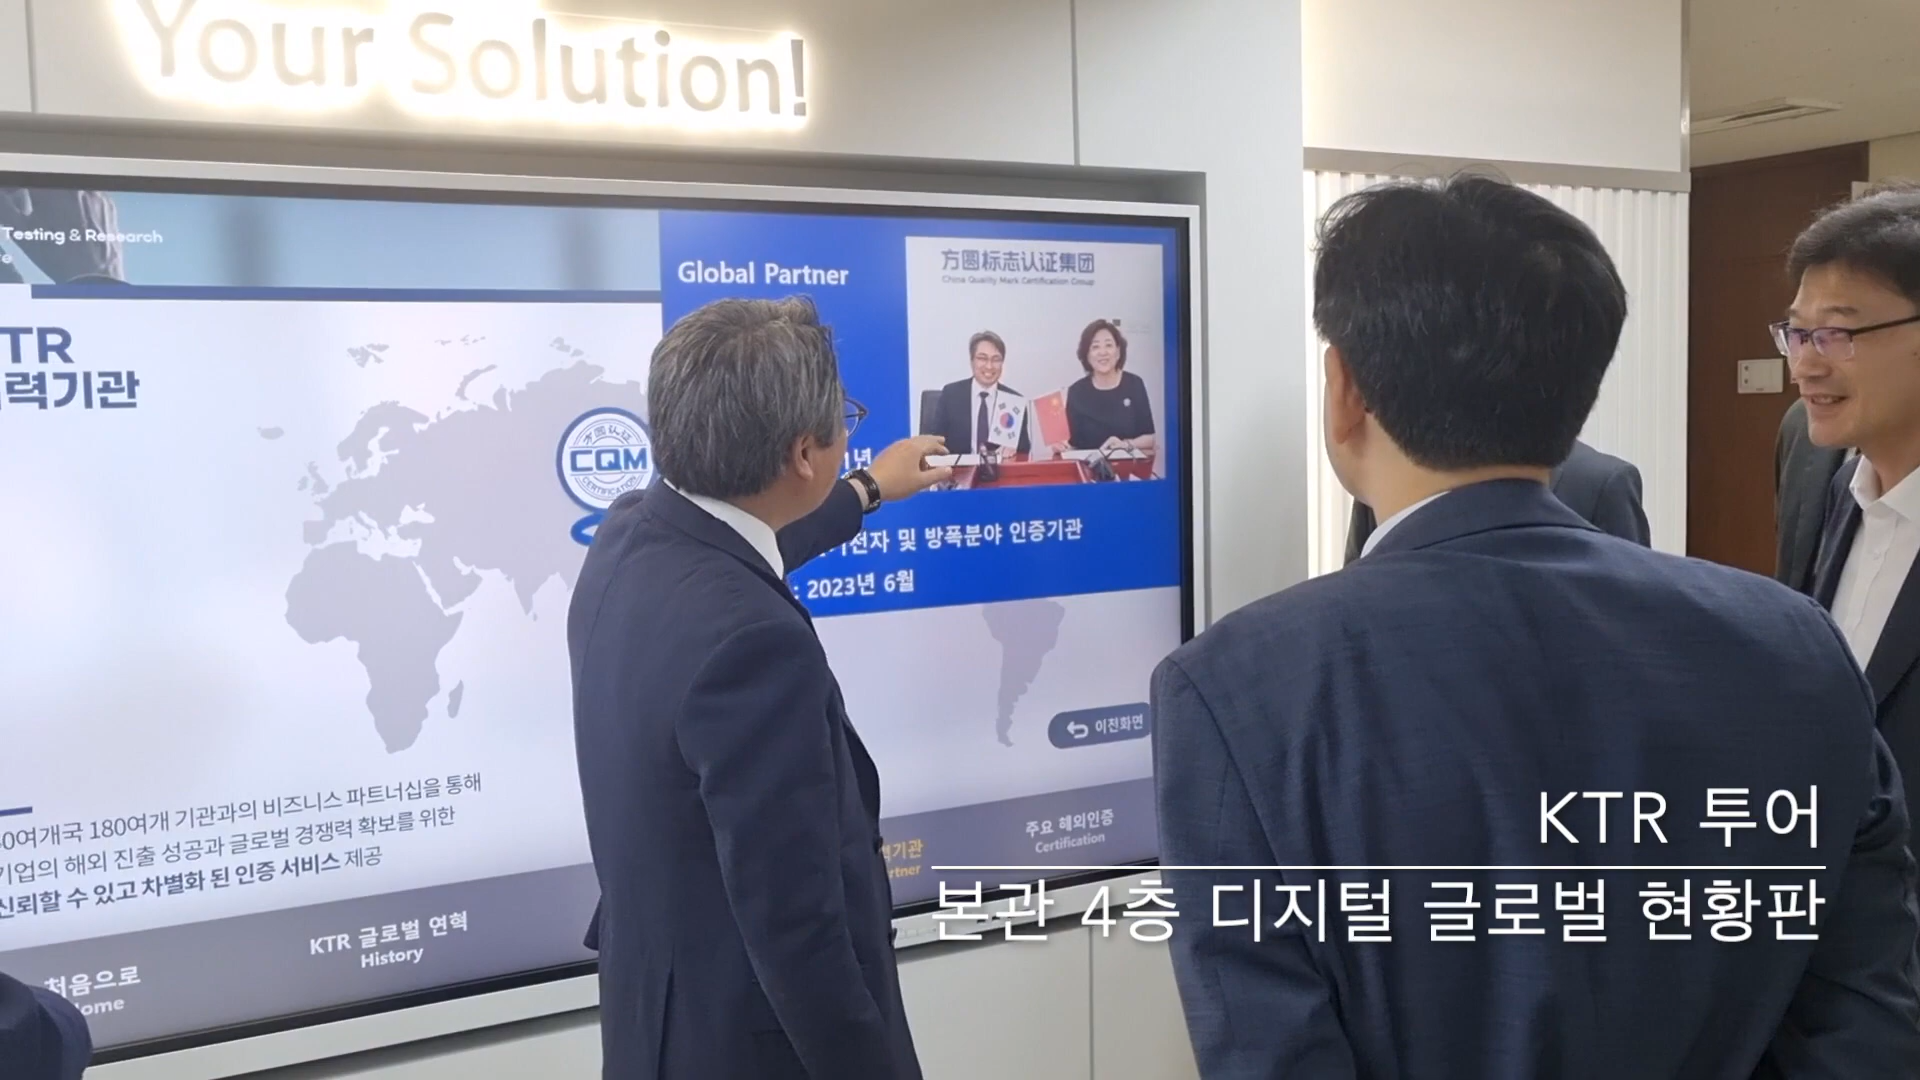 Your Solution!
Testing & Research
Global Partner
方圆标志认证集团
China Quality Mark Certification Group
TR
력기관
方圆认证
CQM
CERTIFICATION
전자 및 방폭분야 인증기관
: 2023년 6월
이전화면
0여개국 180여개 기관과의 비즈니스 파트너십을 통해
기업의 해외 진출 성공과 글로벌 경쟁력 확보를 위한
신뢰할 수 있고 차별화 된 인증 서비스 제공
처음으로
KTR 글로벌 연혁
History
기관
주요 해외인증
Certification
KTR 투어
본관 4층 디지털 글로벌 현황판